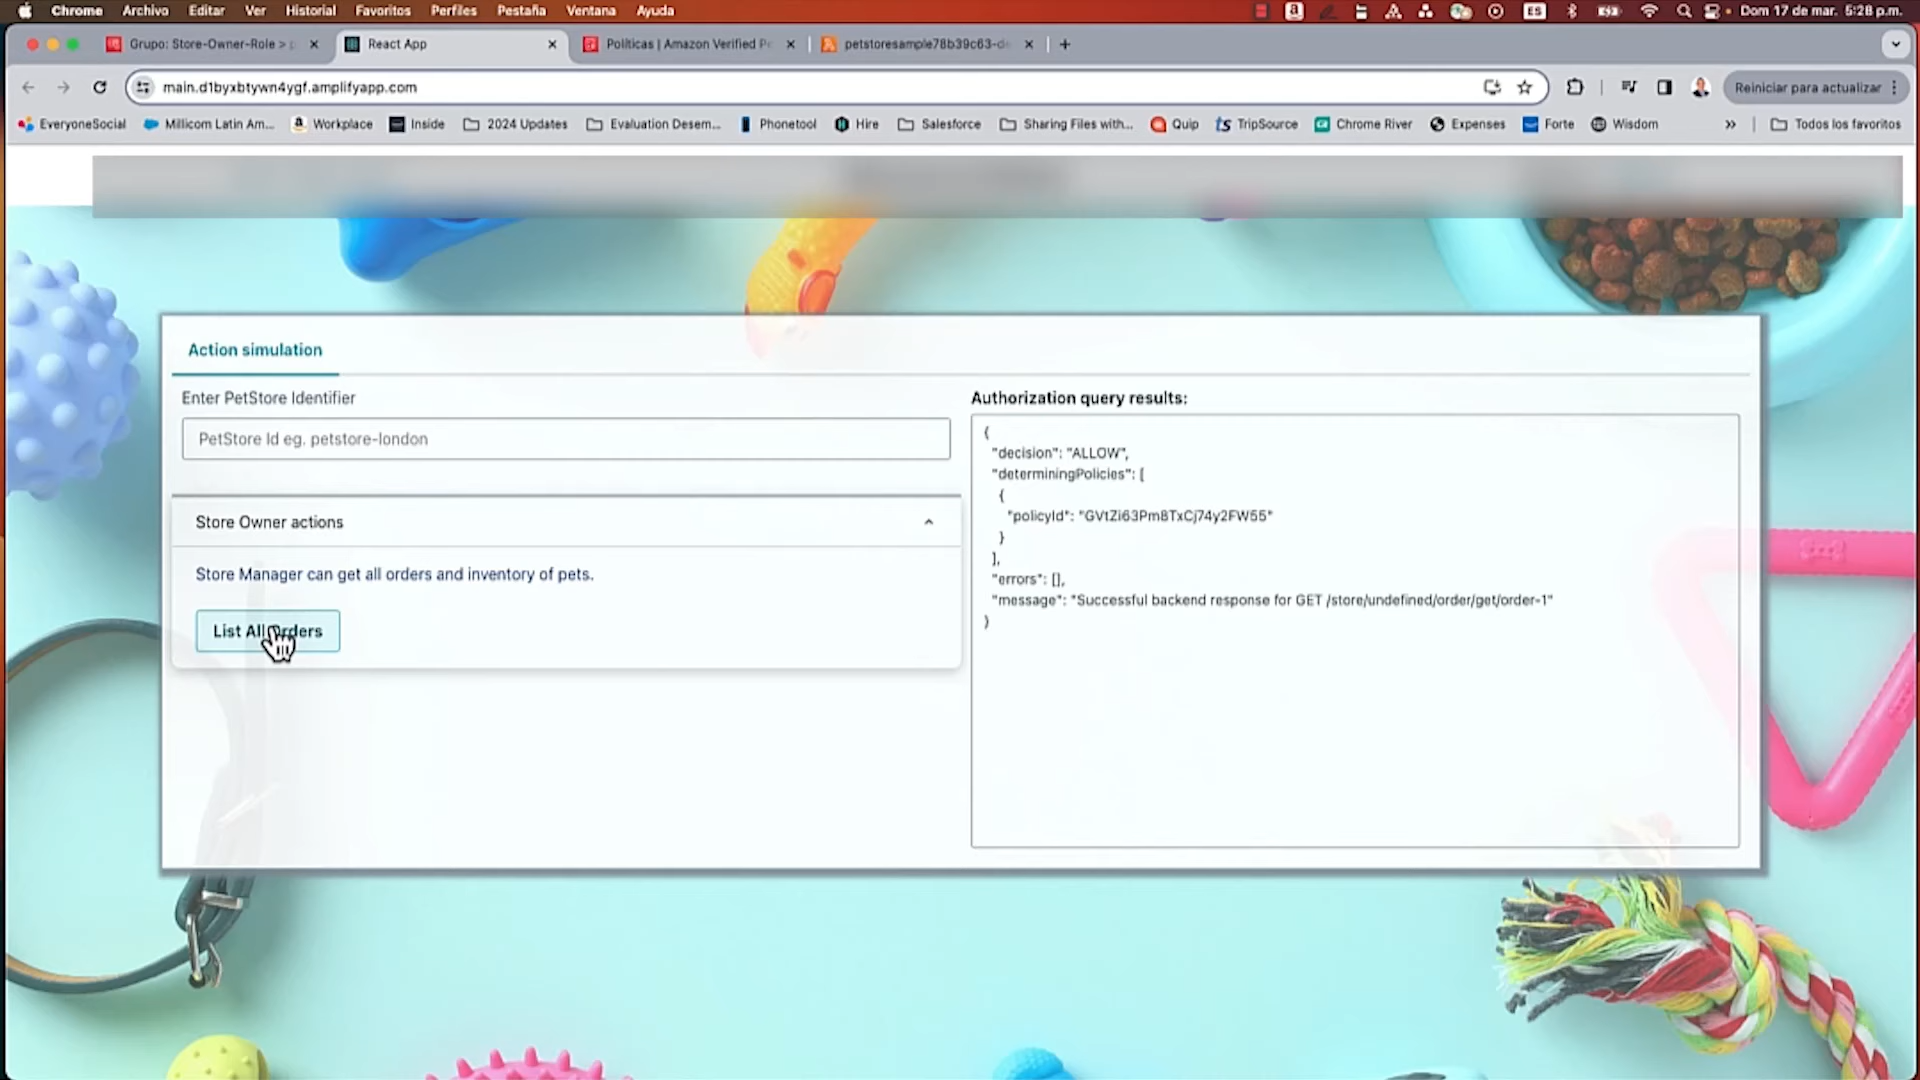 Chrome Archivo Editar Ver Historial Favoritos Perfiles Pestaña Ventana Ayuda ES Dom 17 de mar. 5:28 p.m.
Grupo: Store-Owner-Role > React App Políticas | Amazon Verified petstoresample78b39c63-d
main.d1byxbtywn4ygf.amplifyapp.com Reiniciar para actualizar
EveryoneSocial Millicom Latin Am... Workplace Inside 2024 Updates Evaluation Desem... Phonetool Hire Salesforce Sharing Files with... Quip TripSource Chrome River Expenses Forte Wisdom Todos los favoritos
Action simulation
Enter PetStore Identifier
PetStore Id eg. petstore-london
Store Owner actions
Store Manager can get all orders and inventory of pets.
List All Orders
Authorization query results:
{
"decision": "ALLOW",
"determiningPolicies": [
{
"policyId": "GVtZi63Pm8TxCj74y2FW55"
}
],
"errors": [],
"message": "Successful backend response for GET /store/undefined/order/get/order-1"
}